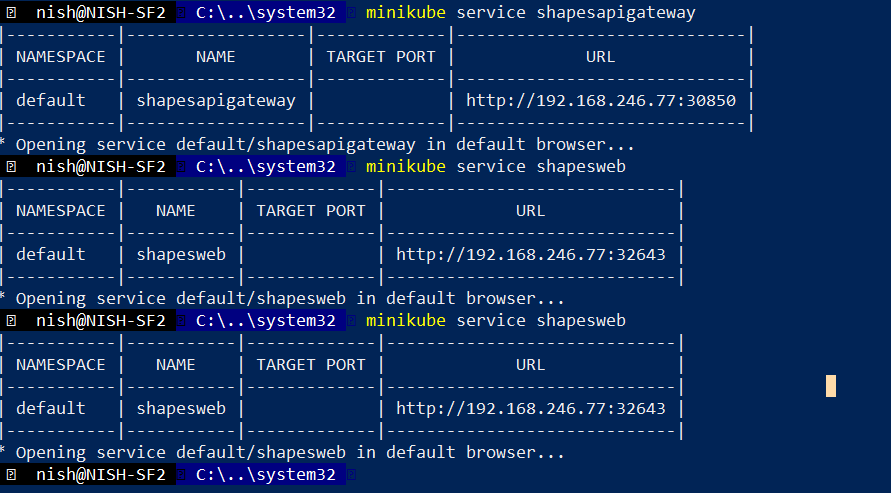 nish@NISH-SF2 C:\..\system32 minikube service shapesapigateway
|-----------|------------------|-------------|-----------------------------|
| NAMESPACE | NAME | TARGET PORT | URL |
|-----------|------------------|-------------|-----------------------------|
| default | shapesapigateway | | http://192.168.246.77:30850 |
|-----------|------------------|-------------|-----------------------------|
* Opening service default/shapesapigateway in default browser...
nish@NISH-SF2 C:\..\system32 minikube service shapesweb
|-----------|-----------|-------------|-----------------------------|
| NAMESPACE | NAME | TARGET PORT | URL |
|-----------|-----------|-------------|-----------------------------|
| default | shapesweb | | http://192.168.246.77:32643 |
|-----------|-----------|-------------|-----------------------------|
* Opening service default/shapesweb in default browser...
nish@NISH-SF2 C:\..\system32 minikube service shapesweb
|-----------|-----------|-------------|-----------------------------|
| NAMESPACE | NAME | TARGET PORT | URL |
|-----------|-----------|-------------|-----------------------------|
| default | shapesweb | | http://192.168.246.77:32643 |
|-----------|-----------|-------------|-----------------------------|
* Opening service default/shapesweb in default browser...
nish@NISH-SF2 C:\..\system32